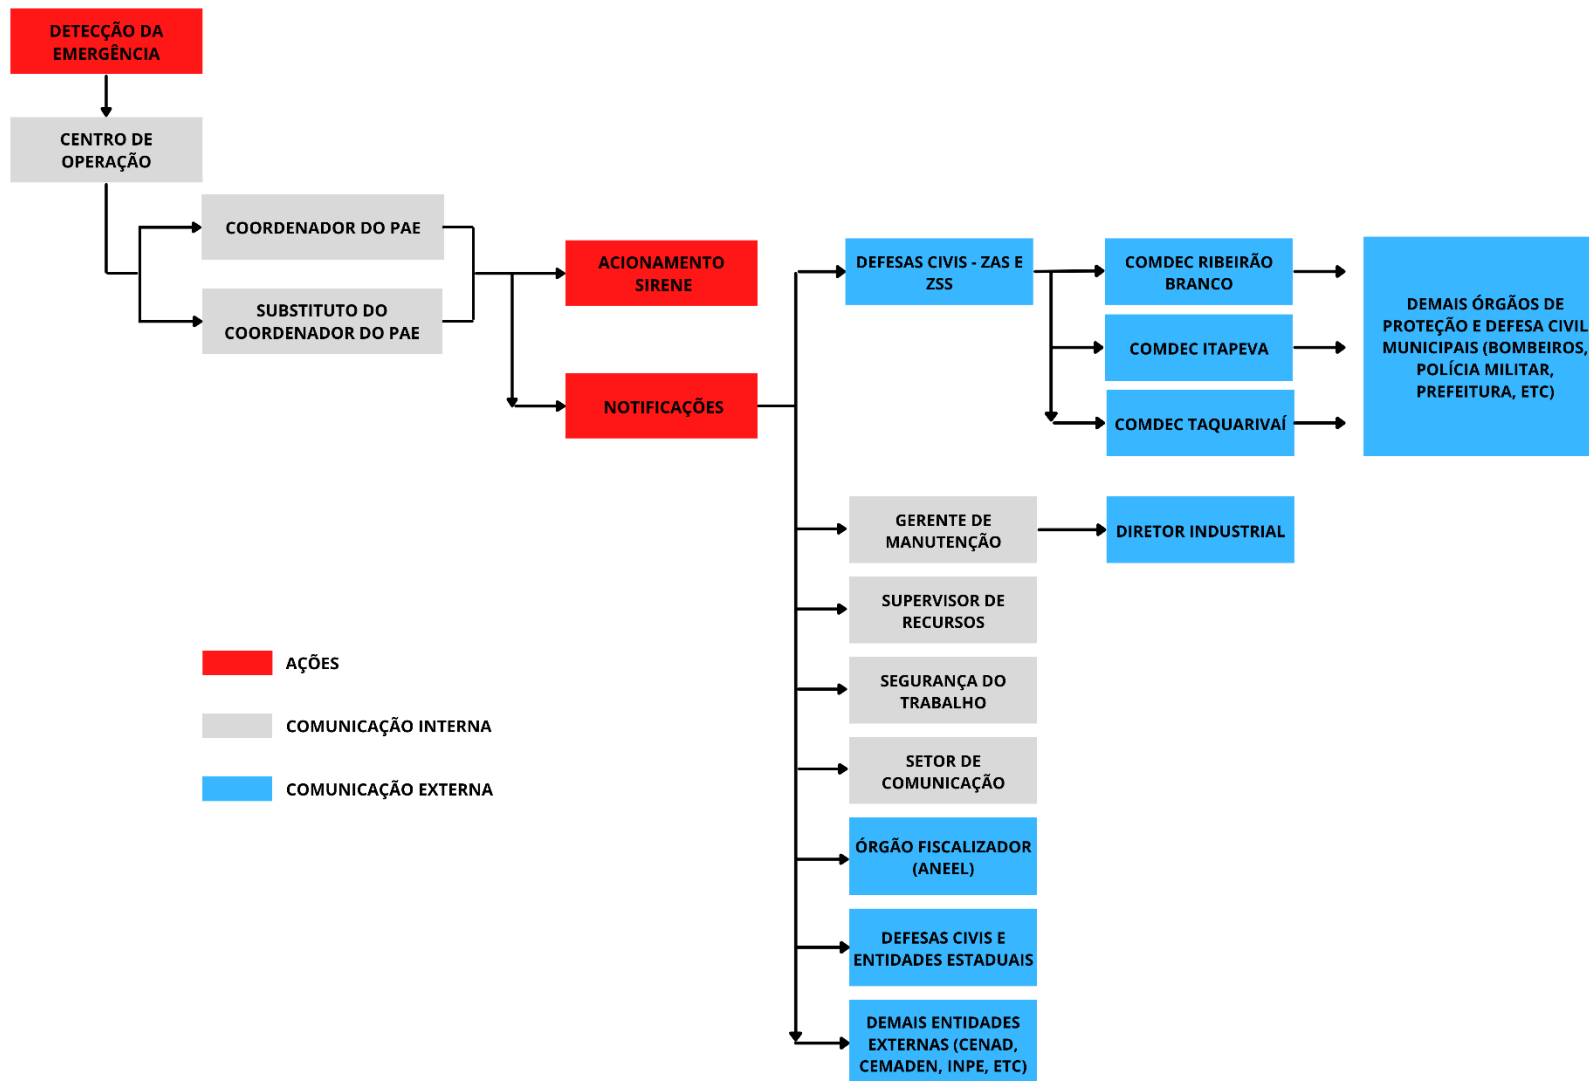 DETECÇÃO DA
EMERGÊNCIA
CENTRO DE
OPERAÇÃO
COORDENADOR DO PAE
SUBSTITUTO DO
COORDENADOR DO PAE
ACIONAMENTO
SIRENE
NOTIFICAÇÕES
DEFESAS CIVIS - ZAS E
ZSS
COMDEC RIBEIRÃO
BRANCO
COMDEC ITAPEVA
COMDEC TAQUARIVAÍ
DEMAIS ÓRGÃOS DE
PROTEÇÃO E DEFESA CIVIL
MUNICIPAIS (BOMBEIROS,
POLÍCIA MILITAR,
PREFEITURA, ETC)
GERENTE DE
MANUTENÇÃO
DIRETOR INDUSTRIAL
SUPERVISOR DE
RECURSOS
SEGURANÇA DO
TRABALHO
SETOR DE
COMUNICAÇÃO
ÓRGÃO FISCALIZADOR
(ANEEL)
DEFESAS CIVIS E
ENTIDADES ESTADUAIS
DEMAIS ENTIDADES
EXTERNAS (CENAD,
CEMADEN, INPE, ETC)
AÇÕES
COMUNICAÇÃO INTERNA
COMUNICAÇÃO EXTERNA